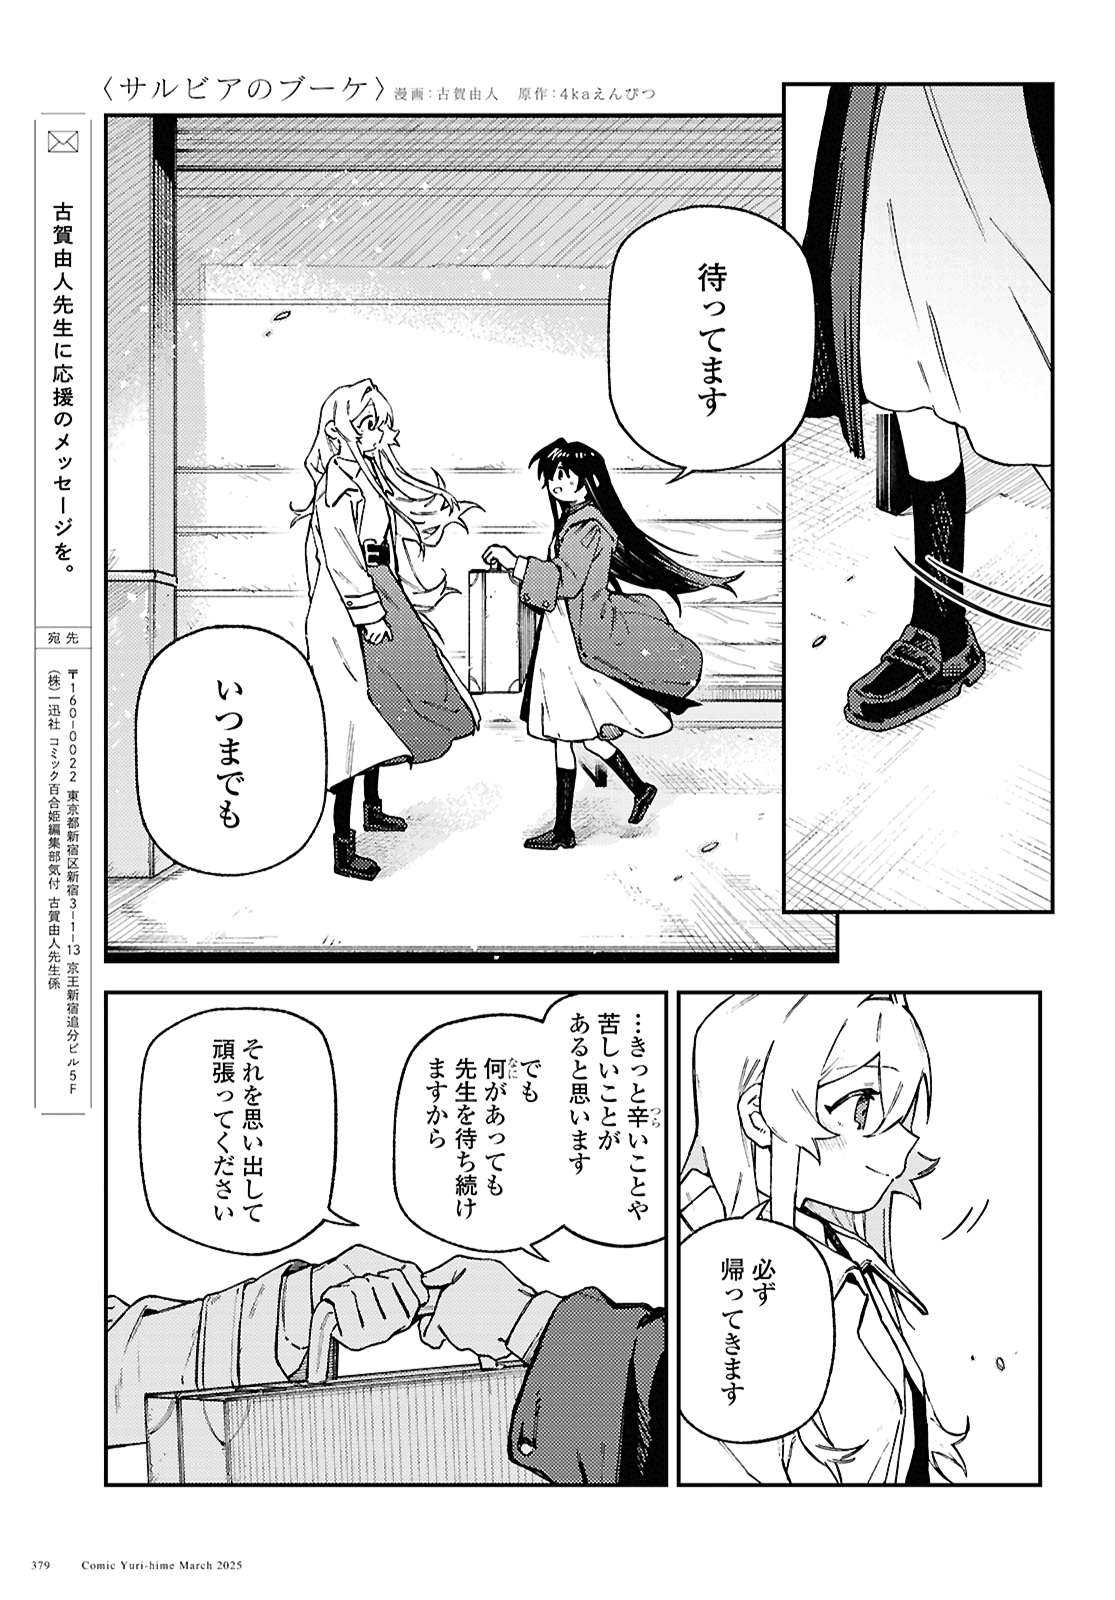 〈サルビアのブーケ〉漫画:古賀由人 原作:4kaえんぴつ
待ってます
いつまでも
必ず
帰ってきます
…きっと辛いことや
つら
苦しいことが
あると思います
でも
何があっても
なに
先生を待ち続け
ますから
それを思い出して
頑張ってください
古賀由人先生に応援のメッセージを。
宛先
〒160-0022 東京都新宿区新宿3-1-13 京王新宿追分ビル5F
(株)一迅社 コミック百合姫編集部気付 古賀由人先生係
379 Comic Yuri-hime March 2025